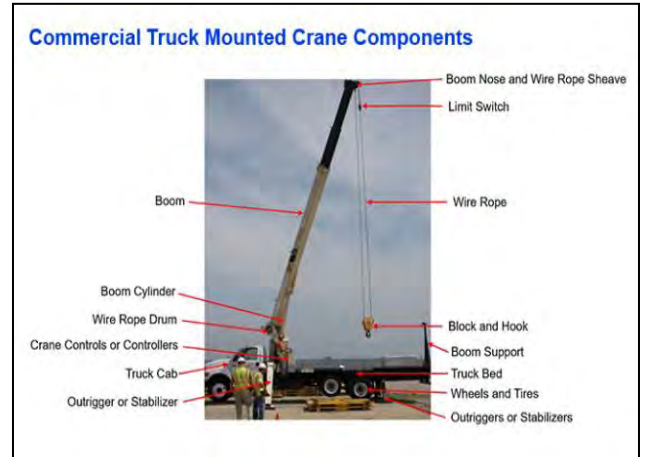 Commercial Truck Mounted Crane Components
Boom Nose and Wire Rope Sheave
Limit Switch
Boom
Wire Rope
Boom Cylinder
Wire Rope Drum
Block and Hook
Crane Controls or Controllers
Boom Support
Truck Cab
Truck Bed
Wheels and Tires
Outrigger or Stabilizer
Outriggers or Stabilizers